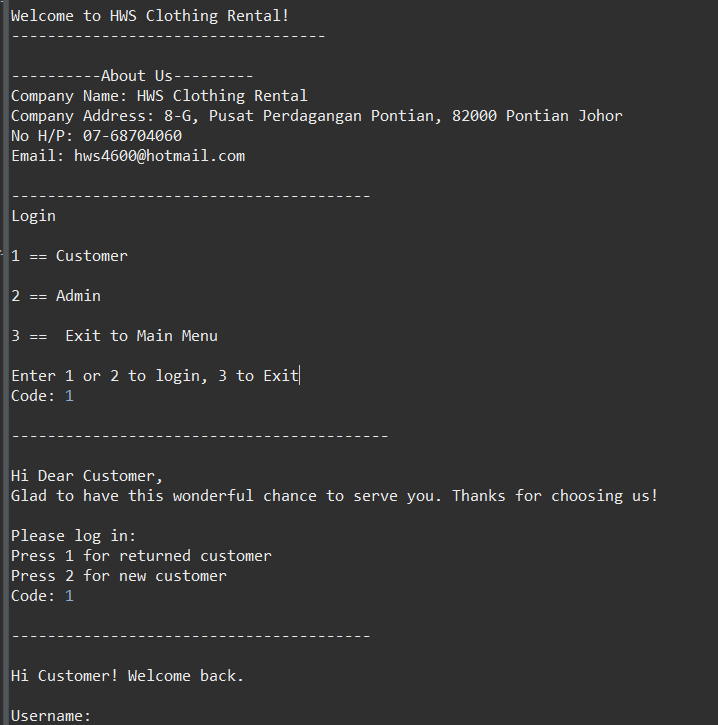 Welcome to HWS Clothing Rental!
-----------------------------------
----------About Us---------
Company Name: HWS Clothing Rental
Company Address: 8-G, Pusat Perdagangan Pontian, 82000 Pontian Johor
No H/P: 07-68704060
Email: hws4600@hotmail.com
----------------------------------------
Login
1 == Customer
2 == Admin
3 ==  Exit to Main Menu
Enter 1 or 2 to login, 3 to Exit
Code: 1
------------------------------------------
Hi Dear Customer,
Glad to have this wonderful chance to serve you. Thanks for choosing us!
Please log in:
Press 1 for returned customer
Press 2 for new customer
Code: 1
----------------------------------------
Hi Customer! Welcome back.
Username: